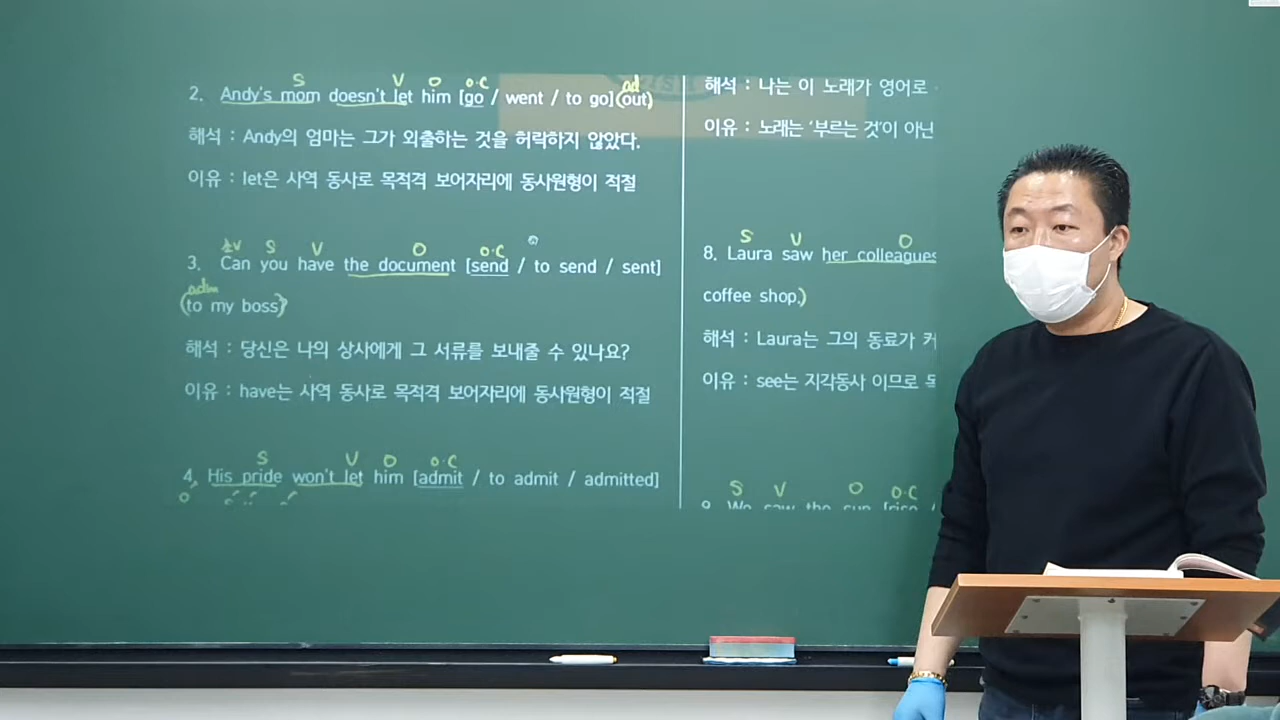 S V O O·C ad
2. Andy's mom doesn't let him [go / went / to go] (out)
해석 : Andy의 엄마는 그가 외출하는 것을 허락하지 않았다.
이유 : let은 사역 동사로 목적격 보어자리에 동사원형이 적절
조V S V O O·C
3. Can you have the document [send / to send / sent]
adm
(to my boss)?
해석 : 당신은 나의 상사에게 그 서류를 보내줄 수 있나요?
이유 : have는 사역 동사로 목적격 보어자리에 동사원형이 적절
S V O O·C
4. His pride won't let him [admit / to admit / admitted]
해석 : 나는 이 노래가 영어로
이유 : 노래는 '부르는 것'이 아닌
S V O
8. Laura saw her colleagues
coffee shop.)
해석 : Laura는 그의 동료가 커
이유 : see는 지각동사 이므로 목
S V O O·C
9. We saw the sun [rise /